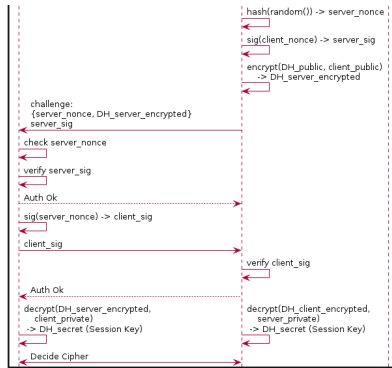 hash(random()) -> server_nonce
sig(client_nonce) -> server_sig
encrypt(DH_public, client_public)
-> DH_server_encrypted
challenge:
{server_nonce, DH_server_encrypted}
server_sig
check server_nonce
verify server_sig
Auth Ok
sig(server_nonce) -> client_sig
client_sig
verify client_sig
Auth Ok
decrypt(DH_server_encrypted,
client_private)
-> DH_secret (Session Key)
decrypt(DH_client_encrypted,
server_private)
-> DH_secret (Session Key)
Decide Cipher